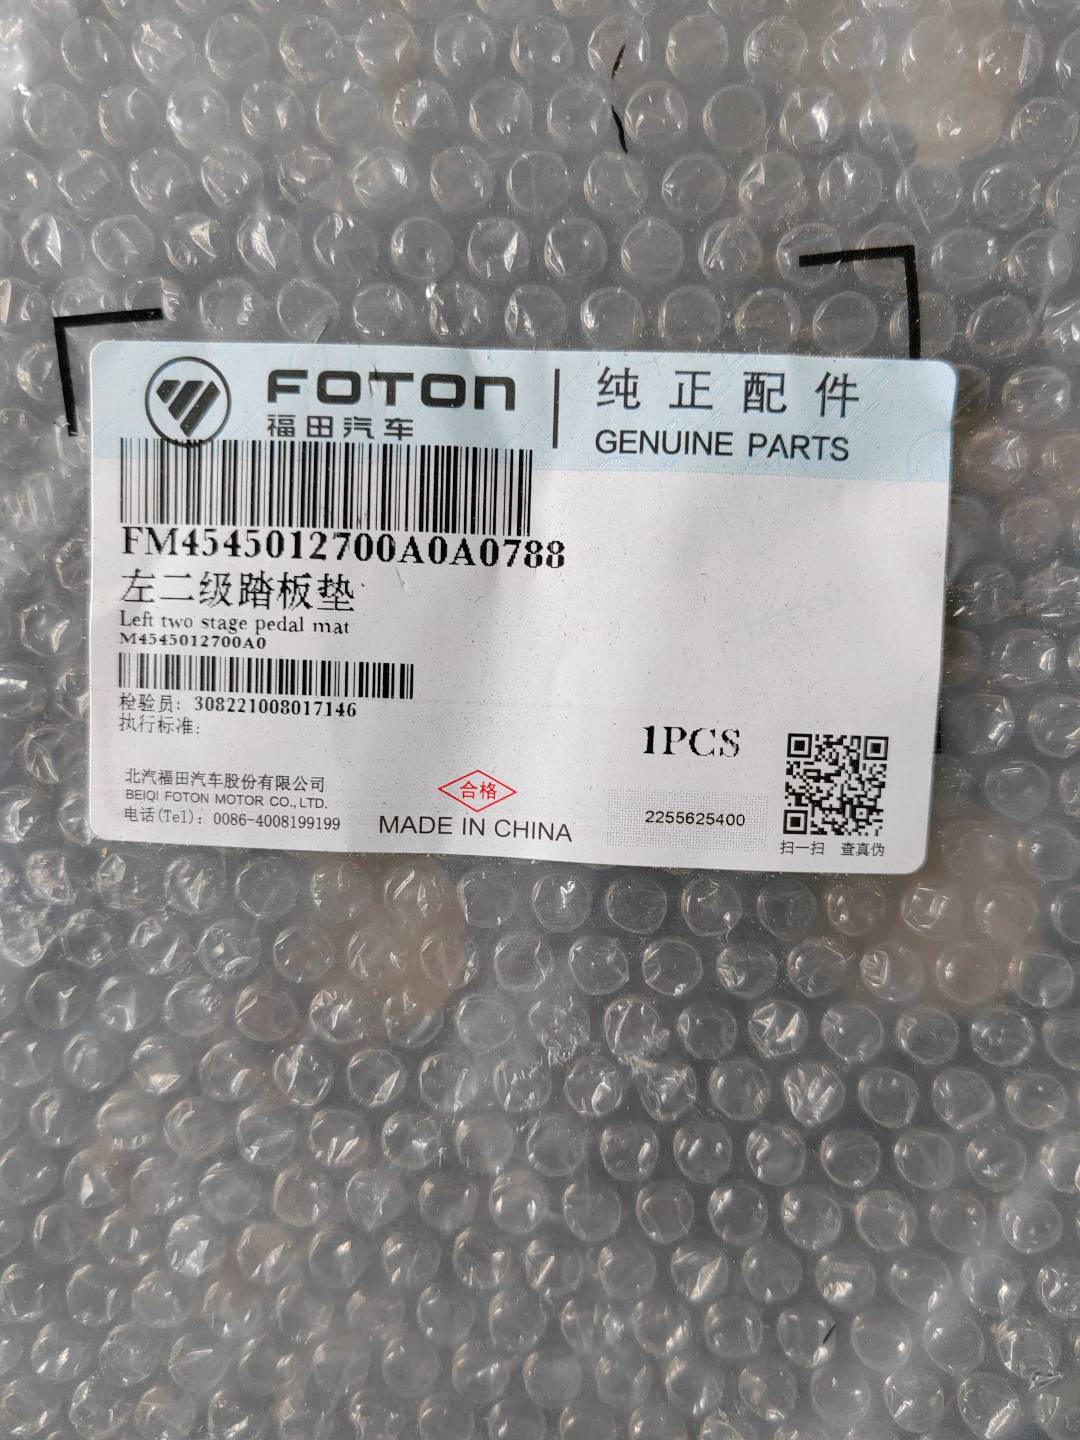 FOTON
福田汽车
纯正配件
GENUINE PARTS
FM4545012700A0A0788
左二级踏板垫
Left two stage pedal mat
M4545012700A0
检验员: 308221008017146
执行标准:
1PCS
北汽福田汽车股份有限公司
BEIQI FOTON MOTOR CO., LTD.
电话(Tel): 0086-4008199199
合格
MADE IN CHINA
2255625400
扫一扫 查真伪